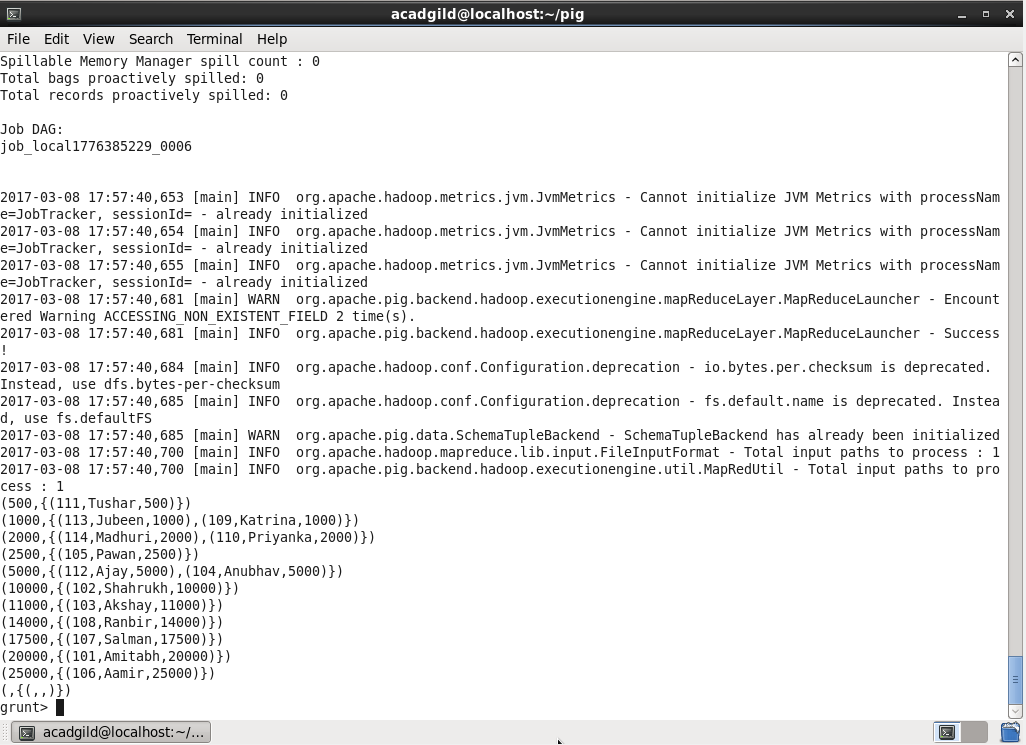 acadgild@localhost:~/pig
File Edit View Search Terminal Help
Spillable Memory Manager spill count : 0
Total bags proactively spilled: 0
Total records proactively spilled: 0
Job DAG:
job_local1776385229_0006
2017-03-08 17:57:40,653 [main] INFO  org.apache.hadoop.metrics.jvm.JvmMetrics - Cannot initialize JVM Metrics with processNam
e=JobTracker, sessionId= - already initialized
2017-03-08 17:57:40,654 [main] INFO  org.apache.hadoop.metrics.jvm.JvmMetrics - Cannot initialize JVM Metrics with processNam
e=JobTracker, sessionId= - already initialized
2017-03-08 17:57:40,655 [main] INFO  org.apache.hadoop.metrics.jvm.JvmMetrics - Cannot initialize JVM Metrics with processNam
e=JobTracker, sessionId= - already initialized
2017-03-08 17:57:40,681 [main] WARN  org.apache.pig.backend.hadoop.executionengine.mapReduceLayer.MapReduceLauncher - Encount
ered Warning ACCESSING_NON_EXISTENT_FIELD 2 time(s).
2017-03-08 17:57:40,681 [main] INFO  org.apache.pig.backend.hadoop.executionengine.mapReduceLayer.MapReduceLauncher - Success
!
2017-03-08 17:57:40,684 [main] INFO  org.apache.hadoop.conf.Configuration.deprecation - io.bytes.per.checksum is deprecated.
Instead, use dfs.bytes-per-checksum
2017-03-08 17:57:40,685 [main] INFO  org.apache.hadoop.conf.Configuration.deprecation - fs.default.name is deprecated. Instea
d, use fs.defaultFS
2017-03-08 17:57:40,685 [main] WARN  org.apache.pig.data.SchemaTupleBackend - SchemaTupleBackend has already been initialized
2017-03-08 17:57:40,700 [main] INFO  org.apache.hadoop.mapreduce.lib.input.FileInputFormat - Total input paths to process : 1
2017-03-08 17:57:40,700 [main] INFO  org.apache.pig.backend.hadoop.executionengine.util.MapRedUtil - Total input paths to pro
cess : 1
(500,{(111,Tushar,500)})
(1000,{(113,Jubeen,1000),(109,Katrina,1000)})
(2000,{(114,Madhuri,2000),(110,Priyanka,2000)})
(2500,{(105,Pawan,2500)})
(5000,{(112,Ajay,5000),(104,Anubhav,5000)})
(10000,{(102,Shahrukh,10000)})
(11000,{(103,Akshay,11000)})
(14000,{(108,Ranbir,14000)})
(17500,{(107,Salman,17500)})
(20000,{(101,Amitabh,20000)})
(25000,{(106,Aamir,25000)})
(,{(,,)})
grunt>
acadgild@localhost:~/...